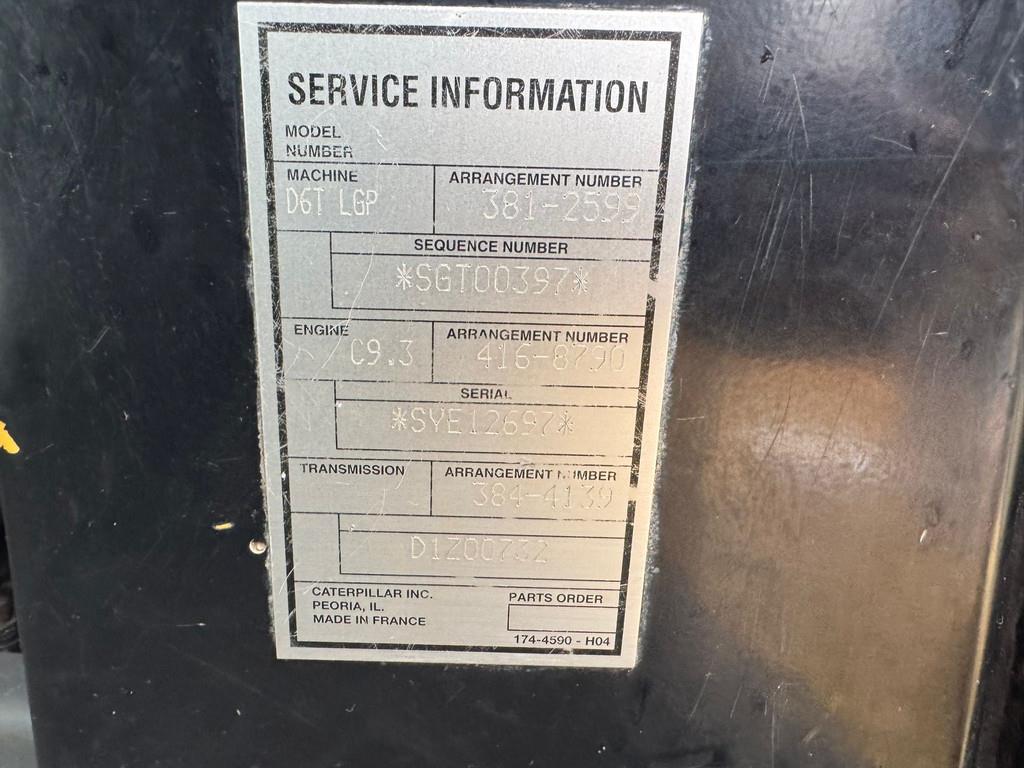 SERVICE INFORMATION
MODEL
NUMBER
MACHINE
ARRANGEMENT NUMBER
D6T LGP
381-2599
SEQUENCE NUMBER
*SGT00397*
ENGINE
ARRANGEMENT NUMBER
C9.3
416-8790
SERIAL
*SYE12697*
TRANSMISSION
ARRANGEMENT NUMBER
384-4139
D1Z00732
CATERPILLAR INC.
PEORIA, IL.
MADE IN FRANCE
PARTS ORDER
174-4590 - H04